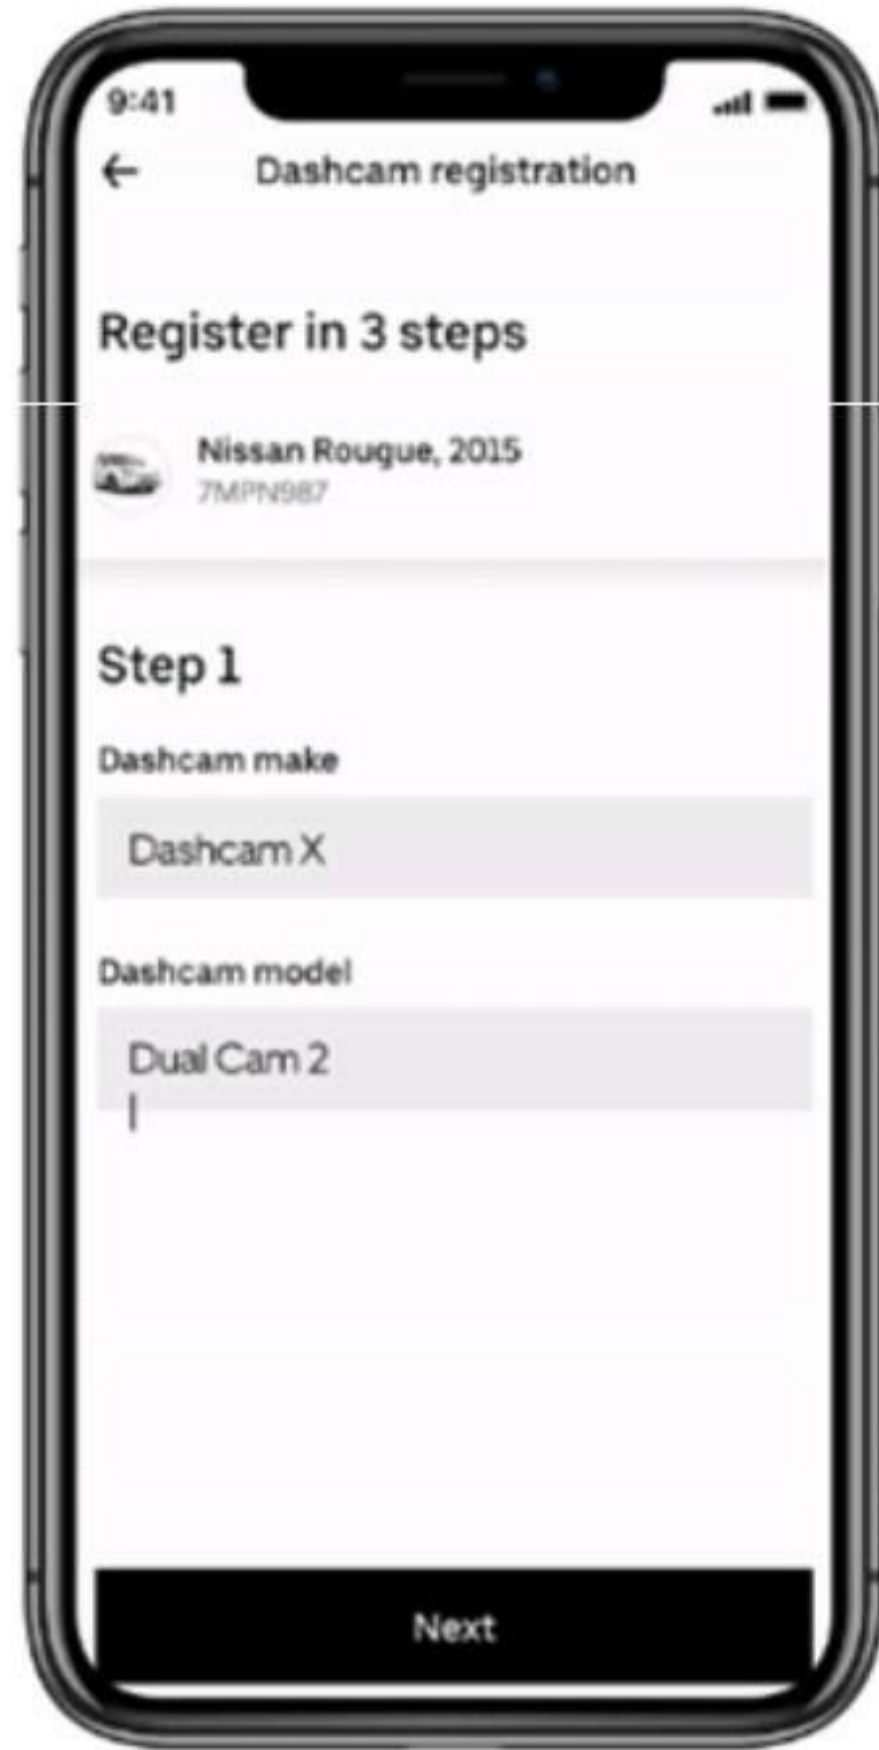 9:41
Dashcam registration
Register in 3 steps
Nissan Rougue, 2015
7MPN987
Step 1
Dashcam make
Dashcam X
Dashcam model
Dual Cam 2
Next